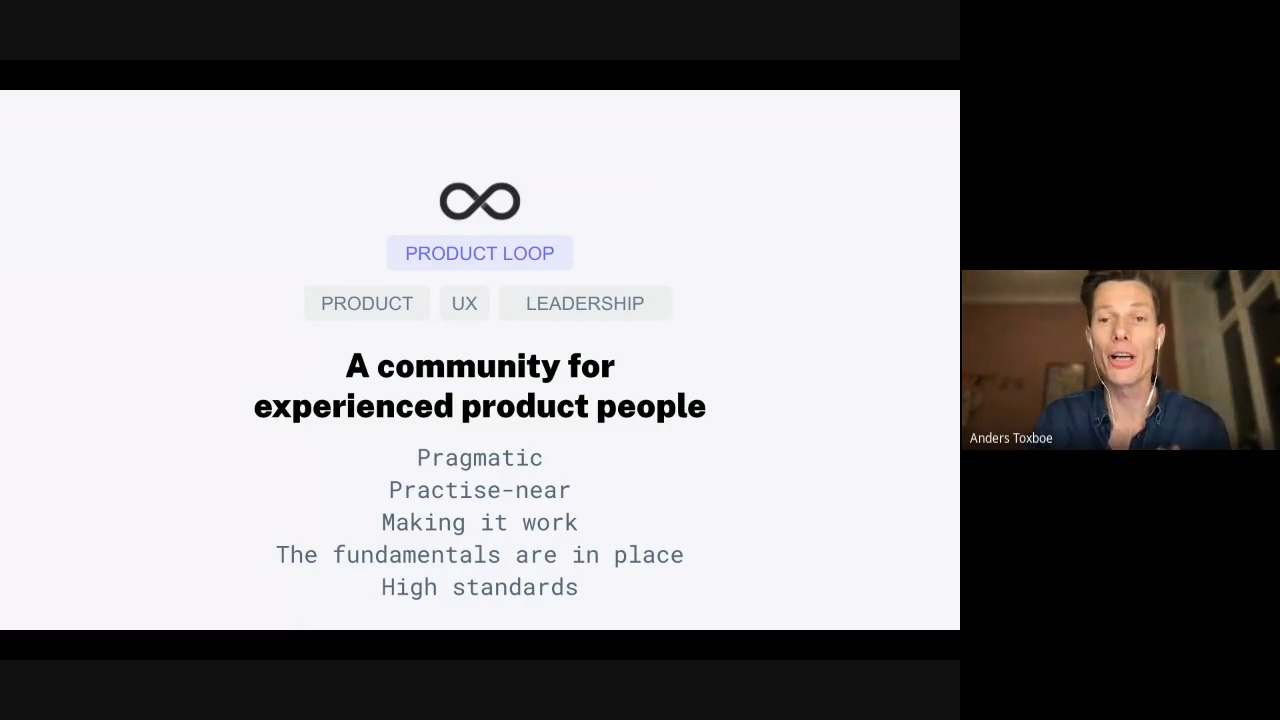 PRODUCT LOOP
PRODUCT UX LEADERSHIP
A community for
experienced product people
Pragmatic
Practise-near
Making it work
The fundamentals are in place
High standards
Anders Toxboe